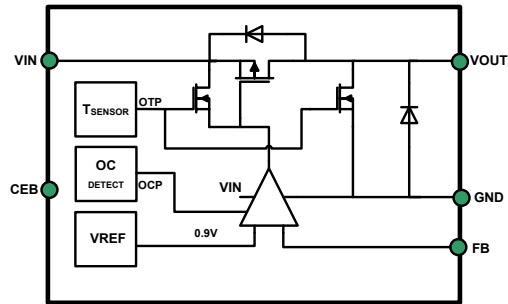 VIN
VOUT
TSENSOR
OTP
OC
DETECT
OCP
CEB
VIN
GND
VREF
0.9V
FB